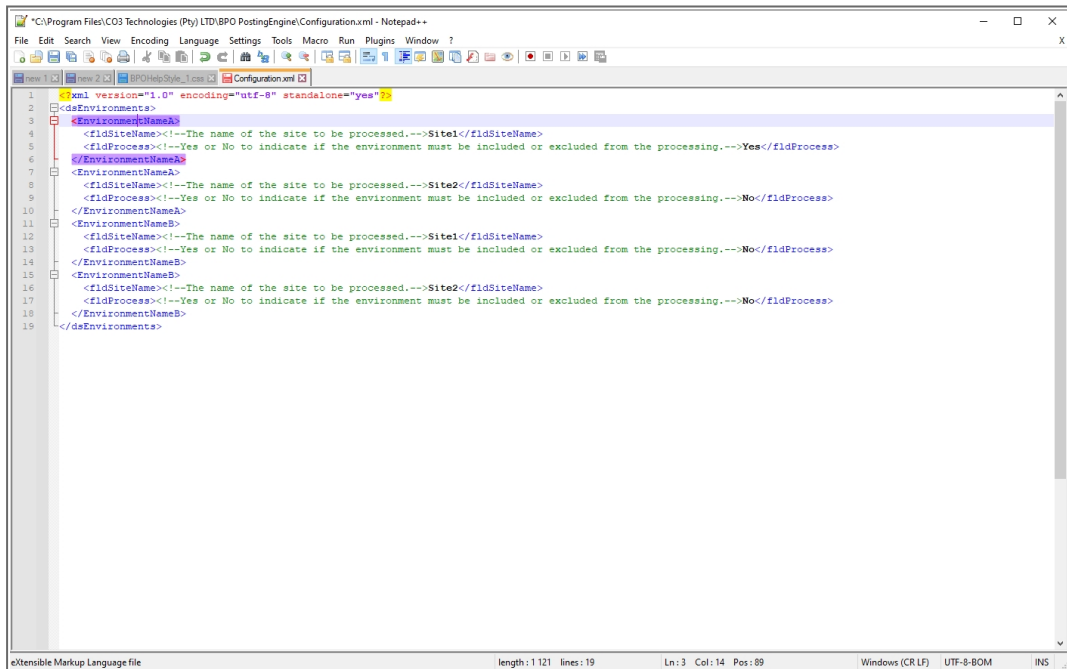 *C:\Program Files\CO3 Technologies (Pty) LTD\BPO PostingEngine\Configuration.xml - Notepad++
File Edit Search View Encoding Language Settings Tools Macro Run Plugins Window ?
X
new 1 new 2 BPOHelpStyle_1.css Configuration.xml
1 <?xml version="1.0" encoding="utf-8" standalone="yes"?>
2 <dsEnvironments>
3 <EnvironmentNameA>
4 <fldSiteName><!--The name of the site to be processed.-->Site1</fldSiteName>
5 <fldProcess><!--Yes or No to indicate if the environment must be included or excluded from the processing.-->Yes</fldProcess>
6 </EnvironmentNameA>
7 <EnvironmentNameA>
8 <fldSiteName><!--The name of the site to be processed.-->Site2</fldSiteName>
9 <fldProcess><!--Yes or No to indicate if the environment must be included or excluded from the processing.-->No</fldProcess>
10 </EnvironmentNameA>
11 <EnvironmentNameB>
12 <fldSiteName><!--The name of the site to be processed.-->Site1</fldSiteName>
13 <fldProcess><!--Yes or No to indicate if the environment must be included or excluded from the processing.-->No</fldProcess>
14 </EnvironmentNameB>
15 <EnvironmentNameB>
16 <fldSiteName><!--The name of the site to be processed.-->Site2</fldSiteName>
17 <fldProcess><!--Yes or No to indicate if the environment must be included or excluded from the processing.-->No</fldProcess>
18 </EnvironmentNameB>
19 </dsEnvironments>
eXtensible Markup Language file length : 1 121 lines : 19 Ln : 3 Col : 14 Pos : 89 Windows (CR LF) UTF-8-BOM INS